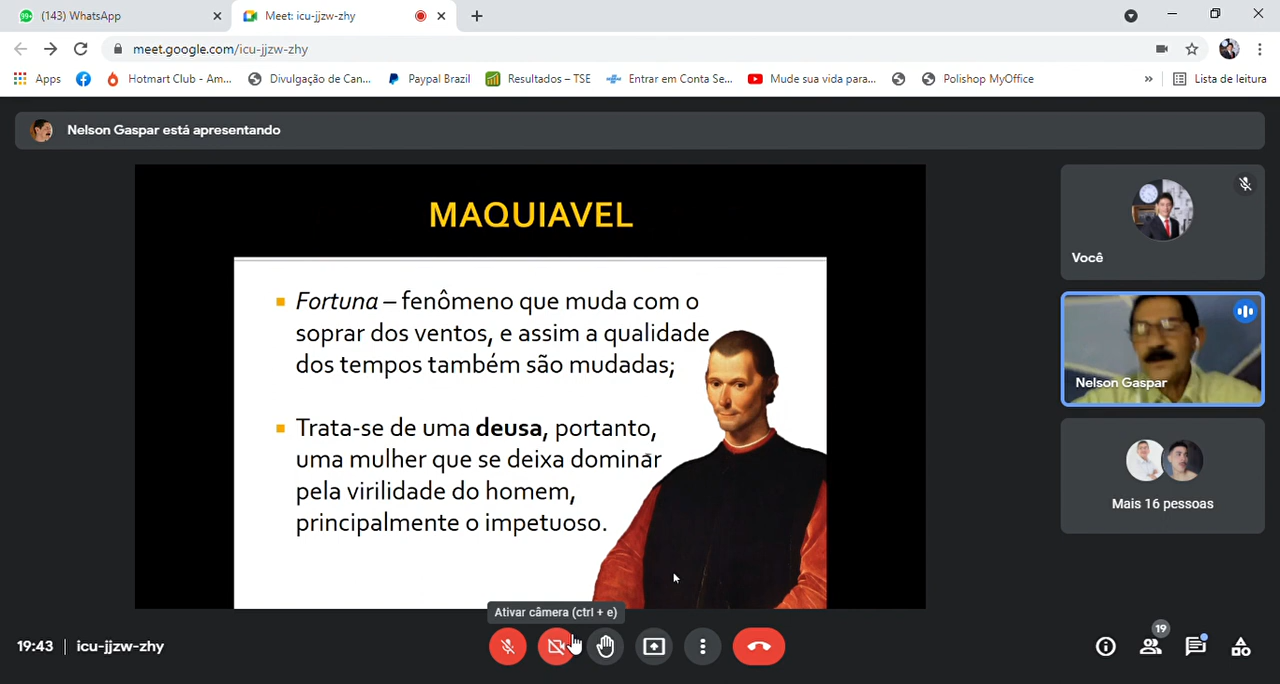 99+ (143) WhatsApp
Meet: icu-jjzw-zhy
meet.google.com/icu-jjzw-zhy
Apps
Hotmart Club - Am...
Divulgação de Can...
Paypal Brazil
Resultados – TSE
Entrar em Conta Se...
Mude sua vida para...
Polishop MyOffice
»
Lista de leitura
Nelson Gaspar está apresentando
MAQUIAVEL
Fortuna – fenômeno que muda com o
soprar dos ventos, e assim a qualidade
dos tempos também são mudadas;
Trata-se de uma deusa, portanto,
uma mulher que se deixa dominar
pela virilidade do homem,
principalmente o impetuoso.
Você
Nelson Gaspar
Mais 16 pessoas
Ativar câmera (ctrl + e)
19:43 | icu-jjzw-zhy
19